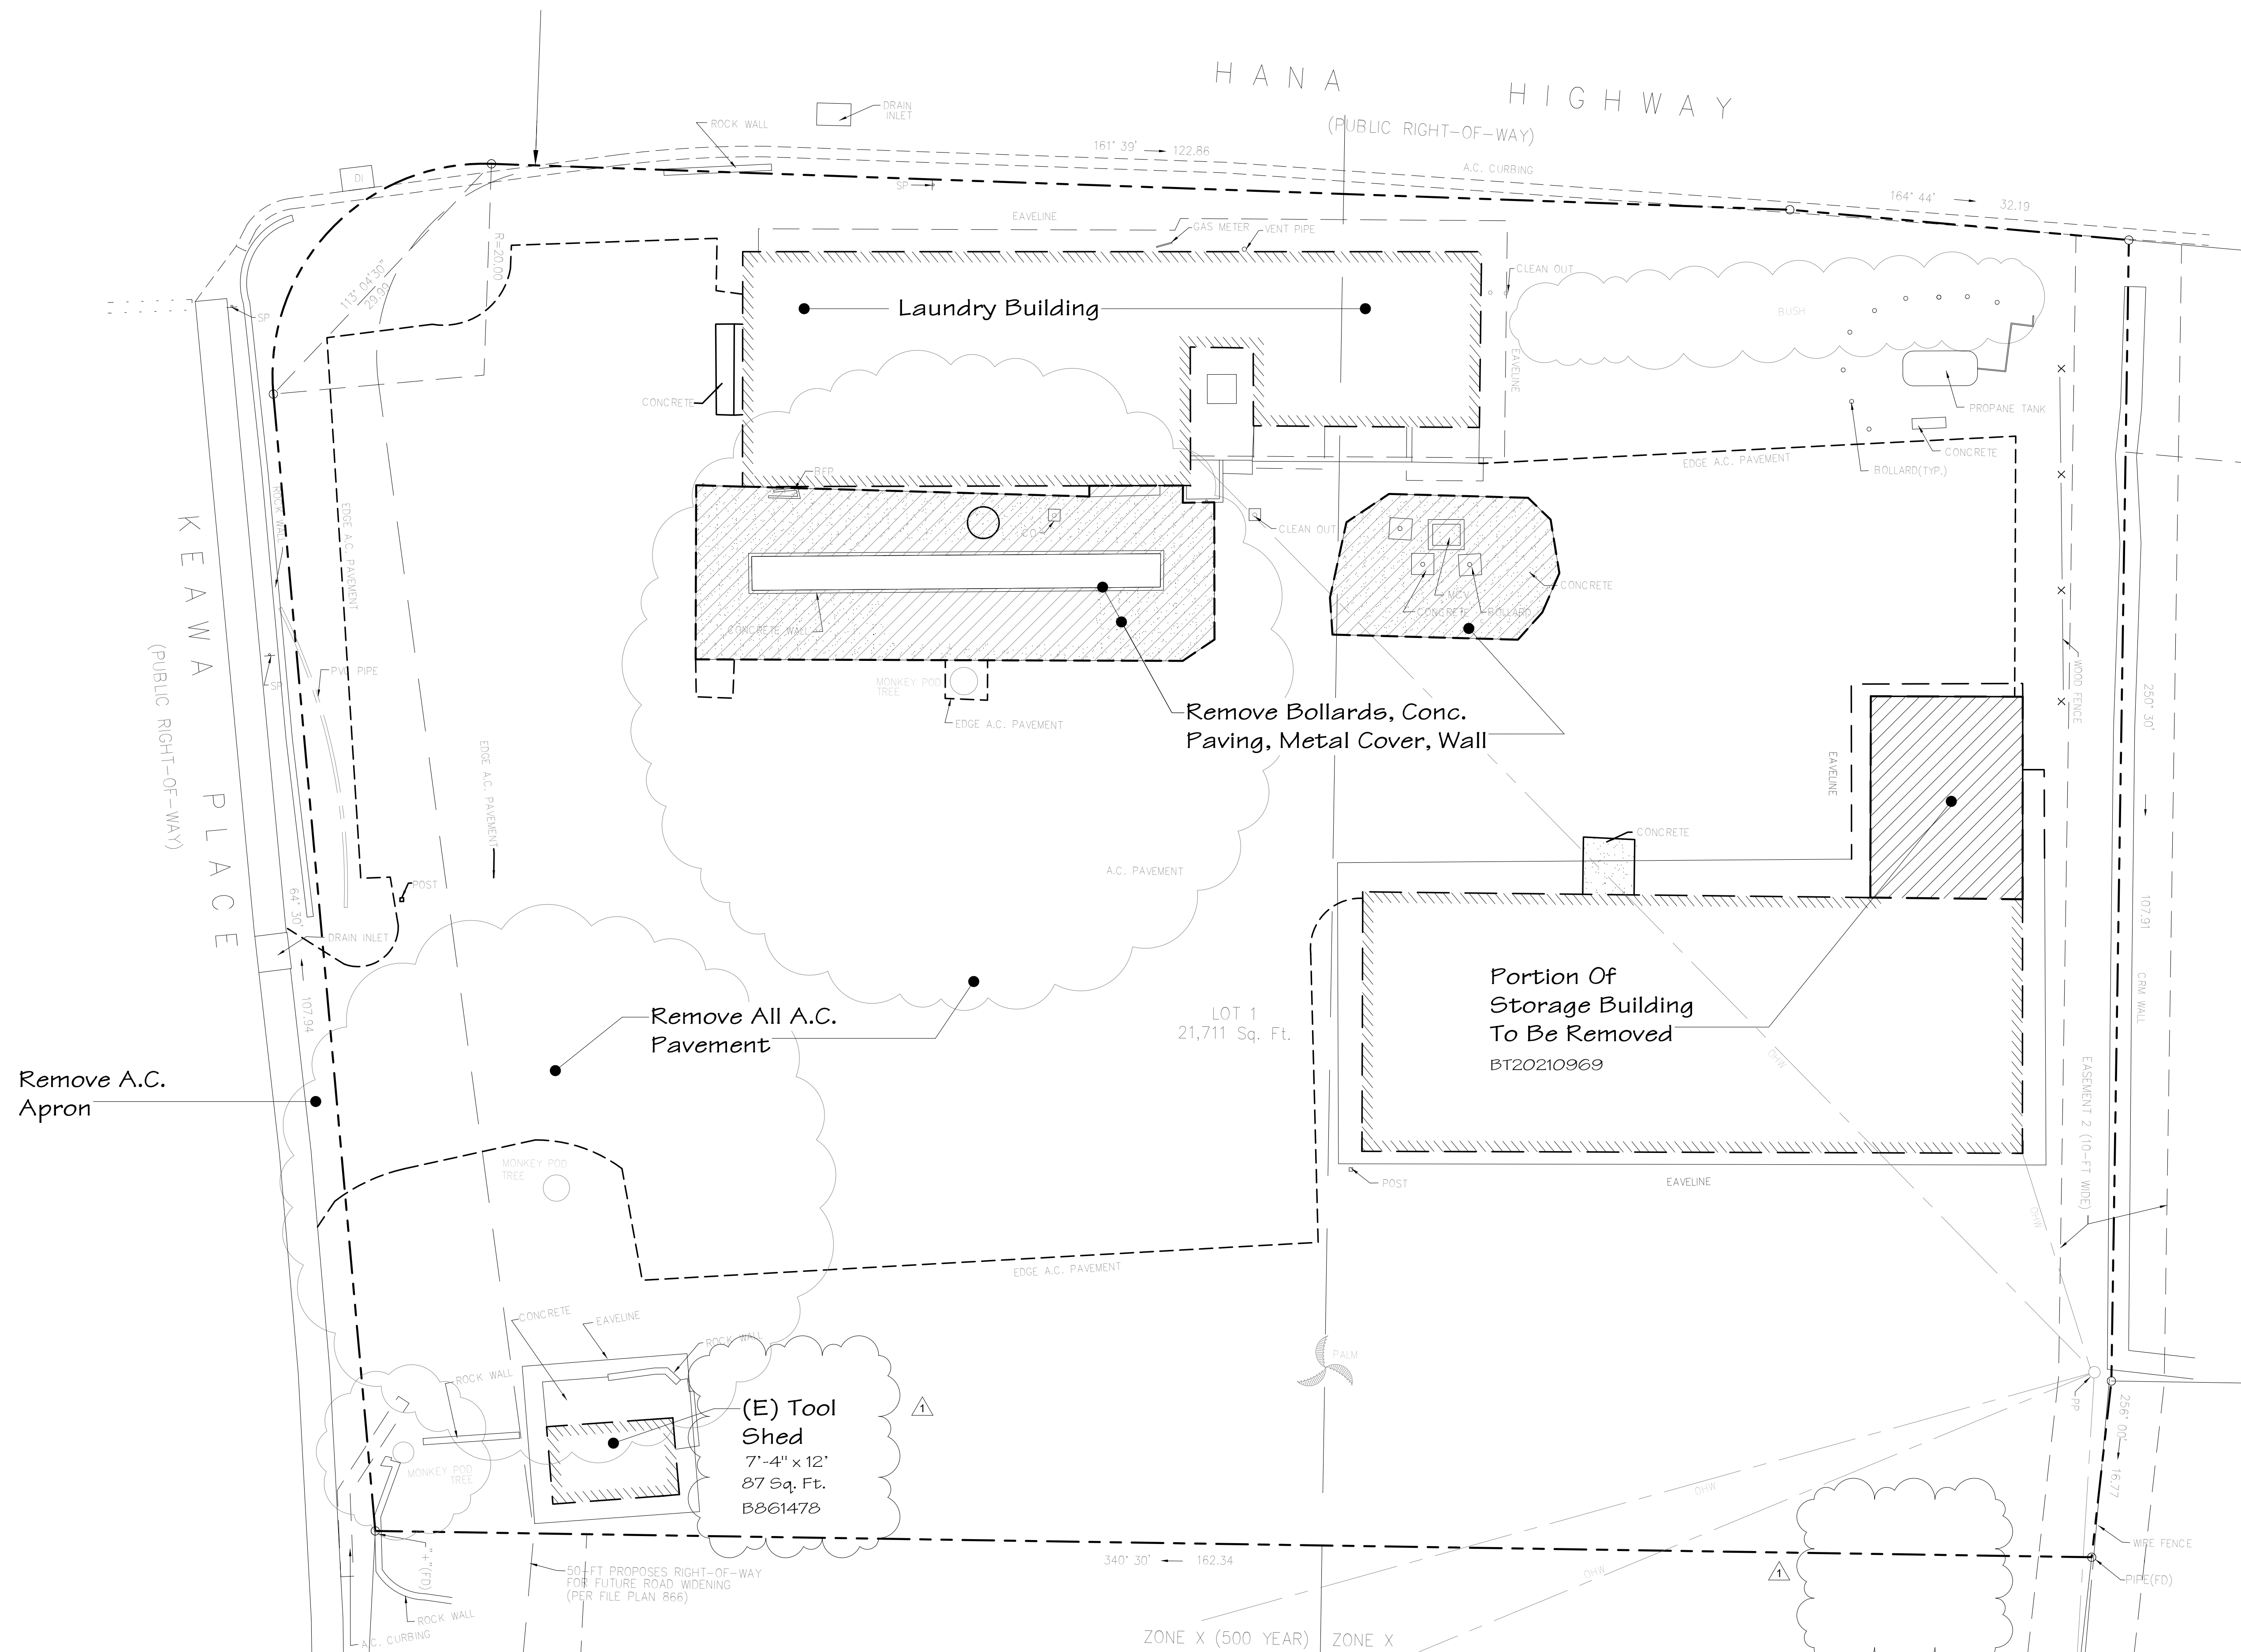 HANA HIGHWAY
(PUBLIC RIGHT-OF-WAY)
DRAIN
INLET
ROCK WALL
161° 39' 122.86
A.C. CURBING
164° 44' 32.19
DI
SP
EAVELINE
GAS METER
VENT PIPE
CLEAN OUT
R=20.00
113° 04' 30"
29.99
SP
Laundry Building
BUSH
EAVELINE
CONCRETE
PROPANE TANK
CONCRETE
BOLLARD(TYP.)
EDGE A.C. PAVEMENT
BFP
CO
CLEAN OUT
ROCK WALL
EDGE A.C. PAVEMENT
KEAWA PLACE
(PUBLIC RIGHT-OF-WAY)
CONCRETE
MCV
CONCRETE
BOLLARD
CONCRETE WALL
WOOD FENCE
SP
PVC PIPE
MONKEY POD
TREE
EDGE A.C. PAVEMENT
Remove Bollards, Conc.
Paving, Metal Cover, Wall
250° 30'
107.91
EDGE A.C. PAVEMENT
EAVELINE
CONCRETE
A.C. PAVEMENT
POST
64° 30'
107.94
DRAIN INLET
CRM WALL
Portion Of
Storage Building
To Be Removed
BT20210969
Remove All A.C.
Pavement
LOT 1
21,711 Sq. Ft.
OHW
Remove A.C.
Apron
EASEMENT 2 (10-FT WIDE)
MONKEY POD
TREE
POST
EAVELINE
OHW
EDGE A.C. PAVEMENT
CONCRETE
EAVELINE
ROCK WALL
PALM
ROCK WALL
(E) Tool
Shed
7'-4" x 12'
87 Sq. Ft.
B861478
1
PP
256° 00'
16.77
MONKEY POD
TREE
OHW
340° 30' 162.34
WIRE FENCE
50-FT PROPOSES RIGHT-OF-WAY
FOR FUTURE ROAD WIDENING
(PER FILE PLAN 866)
"+"(FD)
OHW
1
PIPE(FD)
ROCK WALL
A.C. CURBING
ZONE X (500 YEAR) ZONE X